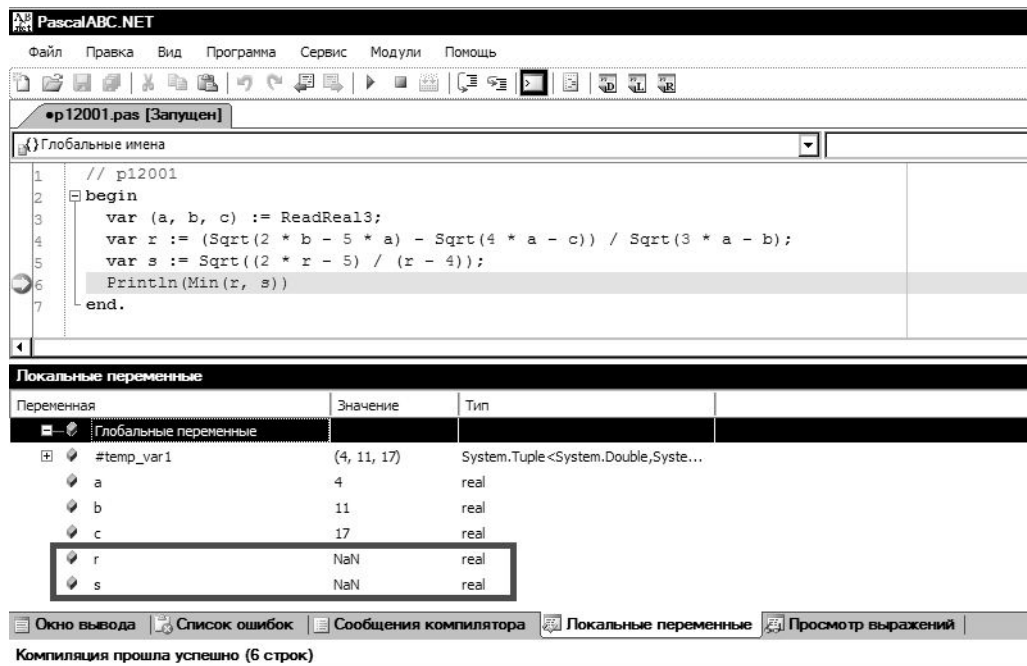 PascalABC.NET
Файл Правка Вид Программа Сервис Модули Помощь
•p12001.pas [Запущен]
{} Глобальные имена
1 // p12001
2 begin
3 var (a, b, c) := ReadReal3;
4 var r := (Sqrt(2 * b - 5 * a) - Sqrt(4 * a - c)) / Sqrt(3 * a - b);
5 var s := Sqrt((2 * r - 5) / (r - 4));
6 Println(Min(r, s))
7 end.
Локальные переменные
Переменная Значение Тип
Глобальные переменные
#temp_var1 (4, 11, 17) System.Tuple<System.Double,Syste...
a 4 real
b 11 real
c 17 real
r NaN real
s NaN real
Окно вывода Список ошибок Сообщения компилятора Локальные переменные Просмотр выражений
Компиляция прошла успешно (6 строк)